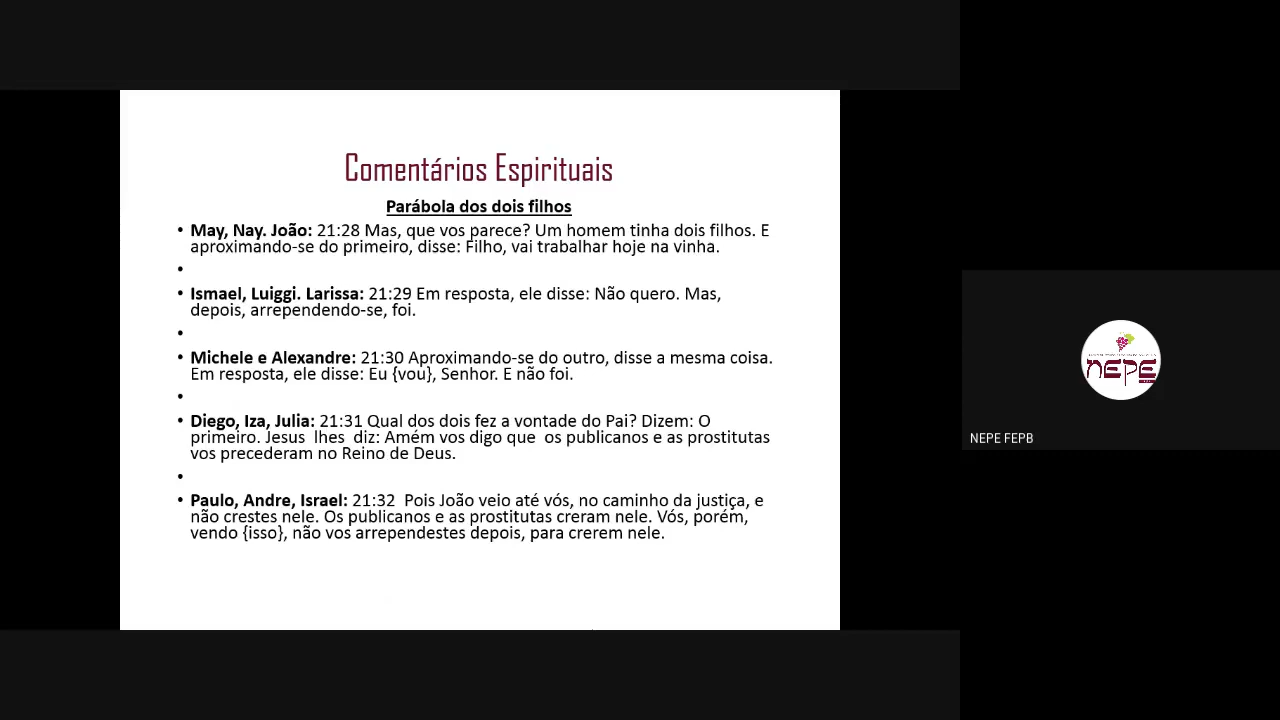 Comentários Espirituais
Parábola dos dois filhos
• May, Nay. João: 21:28 Mas, que vos parece? Um homem tinha dois filhos. E
aproximando-se do primeiro, disse: Filho, vai trabalhar hoje na vinha.
•
• Ismael, Luiggi. Larissa: 21:29 Em resposta, ele disse: Não quero. Mas,
depois, arrependendo-se, foi.
•
• Michele e Alexandre: 21:30 Aproximando-se do outro, disse a mesma coisa.
Em resposta, ele disse: Eu {vou}, Senhor. E não foi.
•
• Diego, Iza, Julia: 21:31 Qual dos dois fez a vontade do Pai? Dizem: O
primeiro. Jesus lhes diz: Amém vos digo que os publicanos e as prostitutas
vos precederam no Reino de Deus.
•
• Paulo, Andre, Israel: 21:32 Pois João veio até vós, no caminho da justiça, e
não crestes nele. Os publicanos e as prostitutas creram nele. Vós, porém,
vendo {isso}, não vos arrependestes depois, para crerem nele.
NEPE
NEPE FEPB